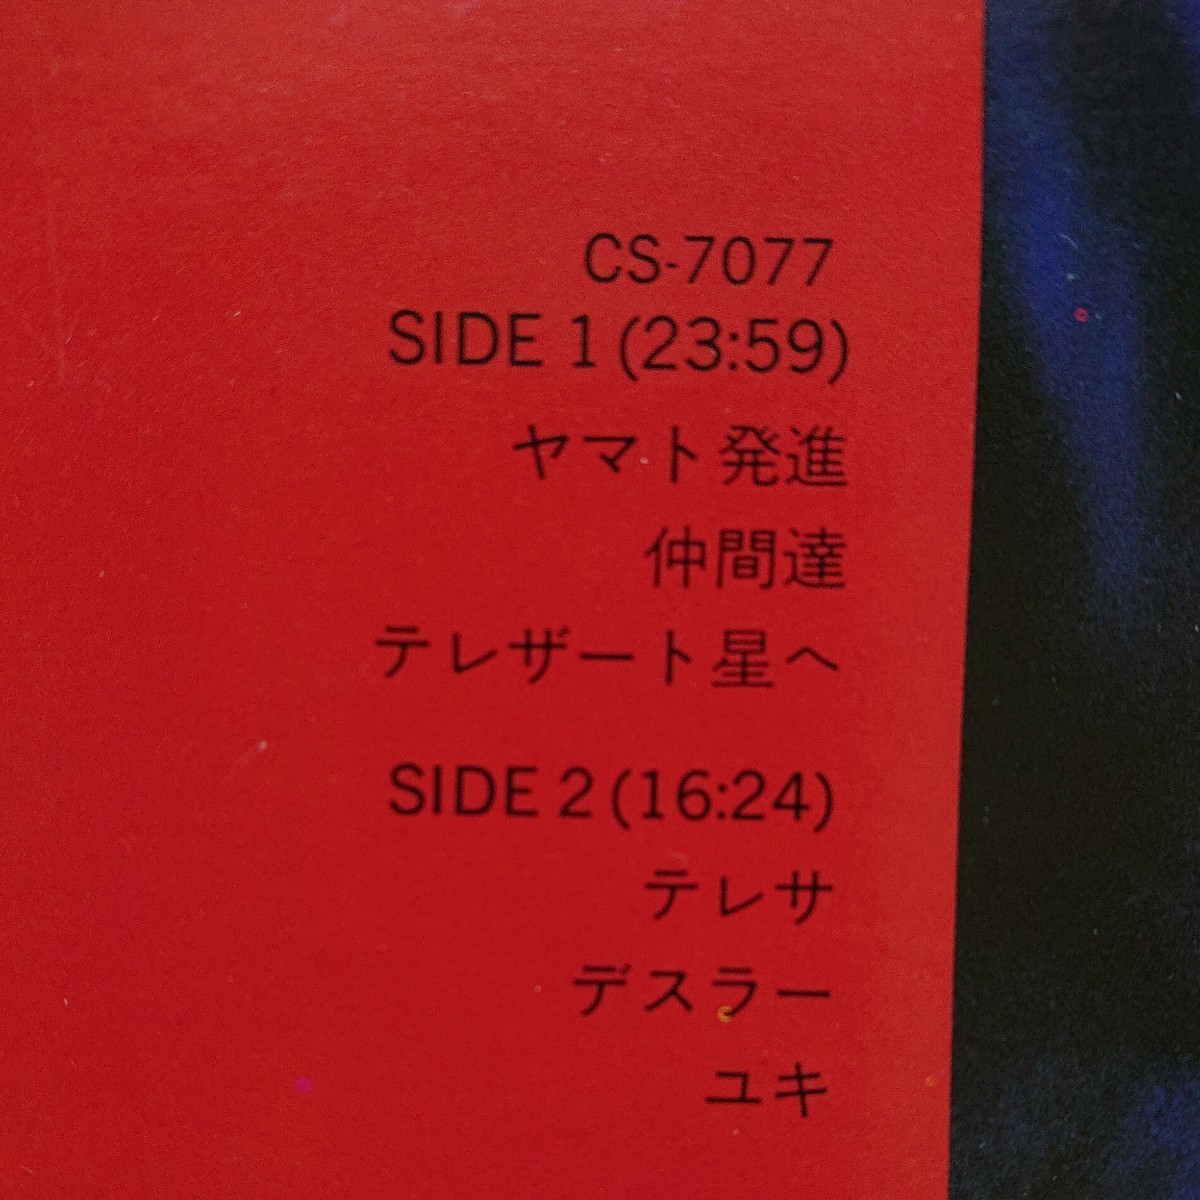 CS-7077
SIDE 1 (23:59)
ヤマト発進
仲間達
テレザート星へ
SIDE 2 (16:24)
テレサ
デスラー
ユキ